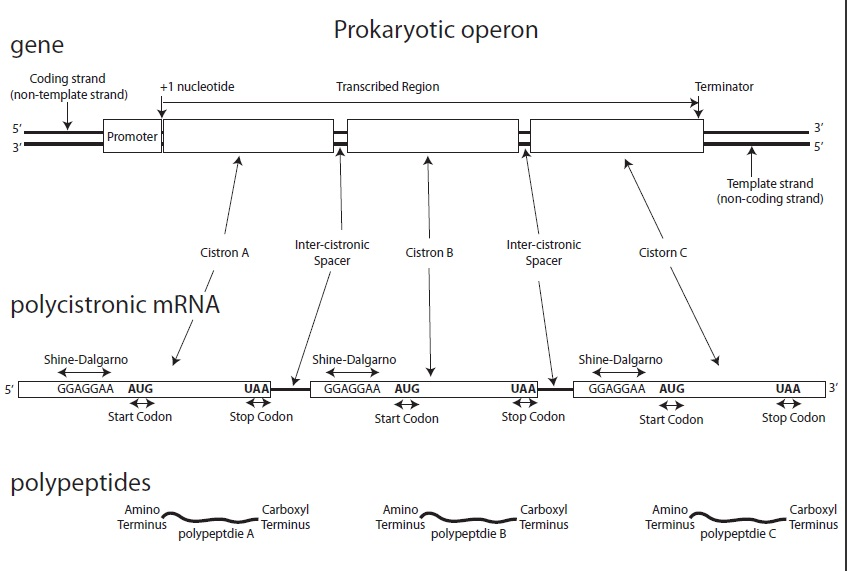 Prokaryotic operon
gene
Coding strand
(non-template strand)
+1 nucleotide
Transcribed Region
Terminator
5’
3’
Promoter
3’
5’
Template strand
(non-coding strand)
Cistron A
Inter-cistronic
Spacer
Cistron B
Inter-cistronic
Spacer
Cistorn C
polycistronic mRNA
Shine-Dalgarno
Shine-Dalgarno
Shine-Dalgarno
5’
GGAGGAA AUG
UAA
GGAGGAA AUG
UAA
GGAGGAA AUG
UAA
3’
Start Codon
Stop Codon
Start Codon
Stop Codon
Start Codon
Stop Codon
polypeptides
Amino
Terminus
polypeptdie A
Carboxyl
Terminus
Amino
Terminus
polypeptdie B
Carboxyl
Terminus
Amino
Terminus
polypeptdie C
Carboxyl
Terminus